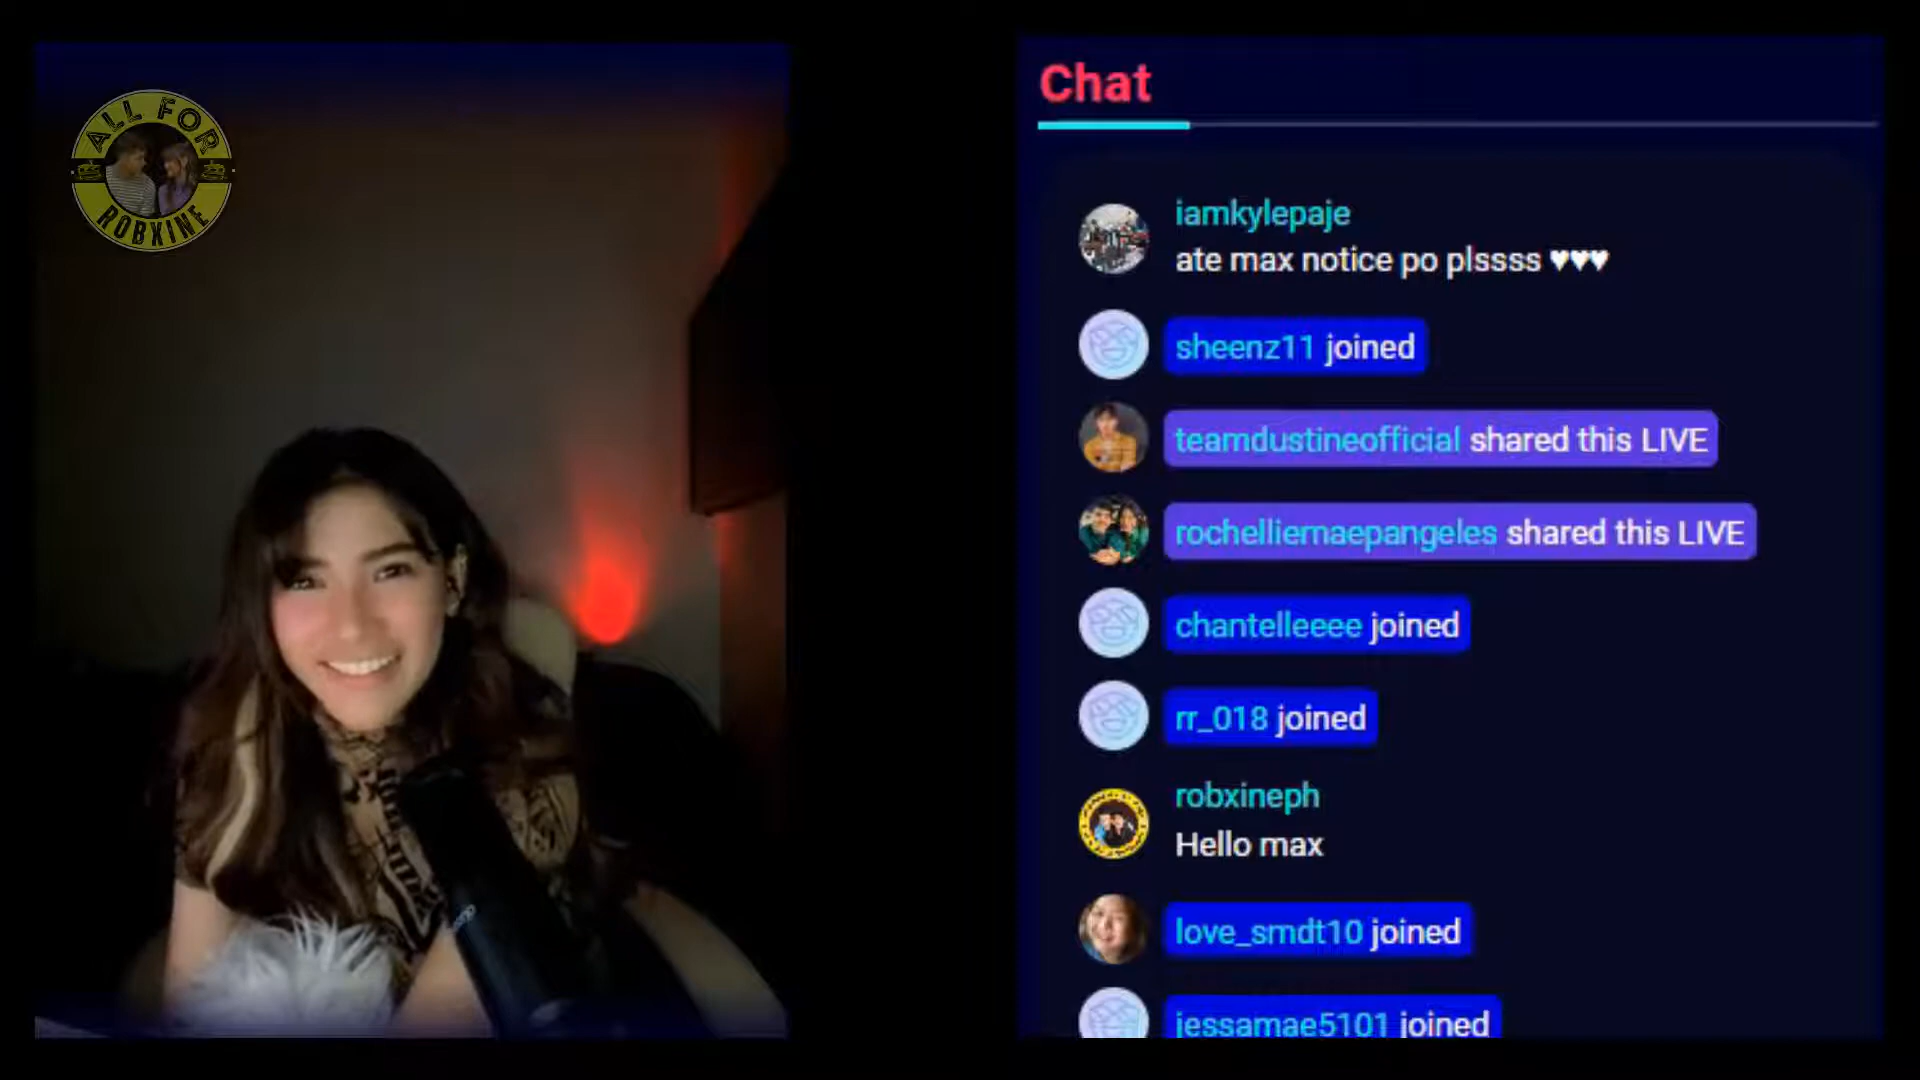 ALL FOR
ROBXINE
Chat
iamkylepaje
ate max notice po plssss ♥♥♥
sheenz11 joined
teamdustineofficial shared this LIVE
rochelliemaepangeles shared this LIVE
chantelleeee joined
rr_018 joined
robxineph
Hello max
love_smdt10 joined
jessamae5101 joined